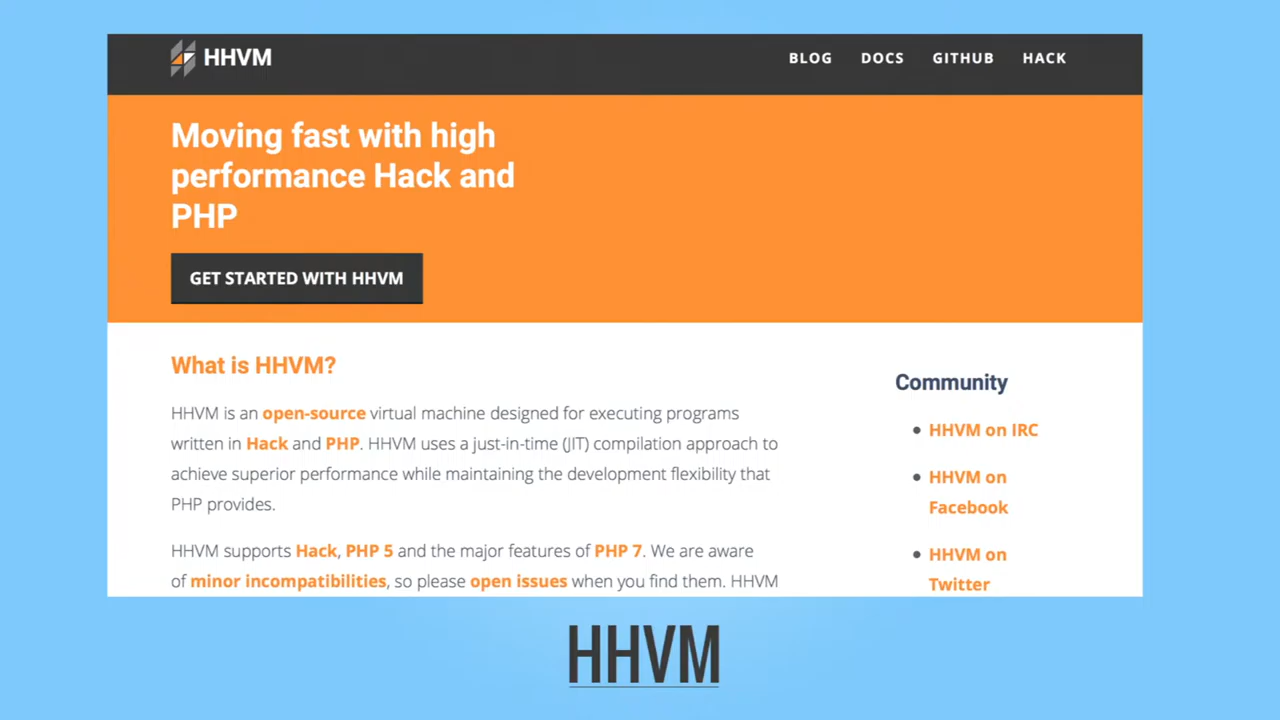 HHVM
BLOG DOCS GITHUB HACK
Moving fast with high
performance Hack and
PHP
GET STARTED WITH HHVM
What is HHVM?
HHVM is an open-source virtual machine designed for executing programs
written in Hack and PHP. HHVM uses a just-in-time (JIT) compilation approach to
achieve superior performance while maintaining the development flexibility that
PHP provides.
HHVM supports Hack, PHP 5 and the major features of PHP 7. We are aware
of minor incompatibilities, so please open issues when you find them. HHVM
Community
HHVM on IRC
HHVM on
Facebook
HHVM on
Twitter
HHVM